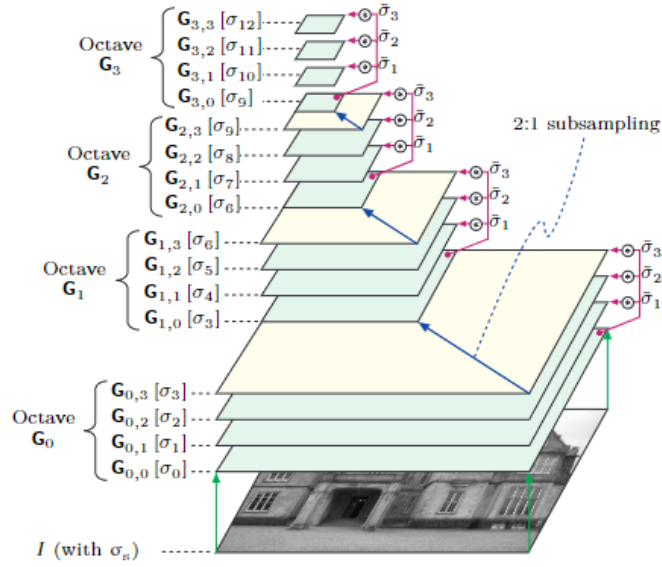 Octave
G₃
G₃,₃ [σ₁₂]
G₃,₂ [σ₁₁]
G₃,₁ [σ₁₀]
G₃,₀ [σ₉]
σ̄₃
σ̄₂
σ̄₁
Octave
G₂
G₂,₃ [σ₉]
G₂,₂ [σ₈]
G₂,₁ [σ₇]
G₂,₀ [σ₆]
σ̄₃
σ̄₂
σ̄₁
2:1 subsampling
Octave
G₁
G₁,₃ [σ₆]
G₁,₂ [σ₅]
G₁,₁ [σ₄]
G₁,₀ [σ₃]
σ̄₃
σ̄₂
σ̄₁
Octave
G₀
G₀,₃ [σ₃]
G₀,₂ [σ₂]
G₀,₁ [σ₁]
G₀,₀ [σ₀]
σ̄₃
σ̄₂
σ̄₁
I (with σₛ)